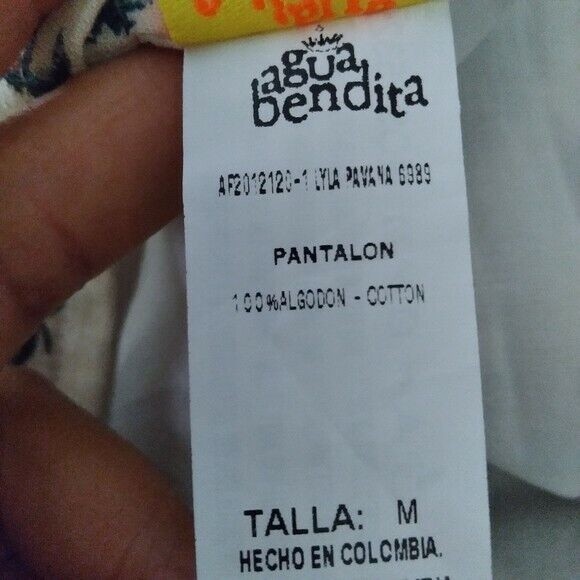 agua
bendita
AF2012120-1 LYLA PAVANA 6989
PANTALON
100%ALGODON - COTTON
TALLA: M
HECHO EN COLOMBIA.